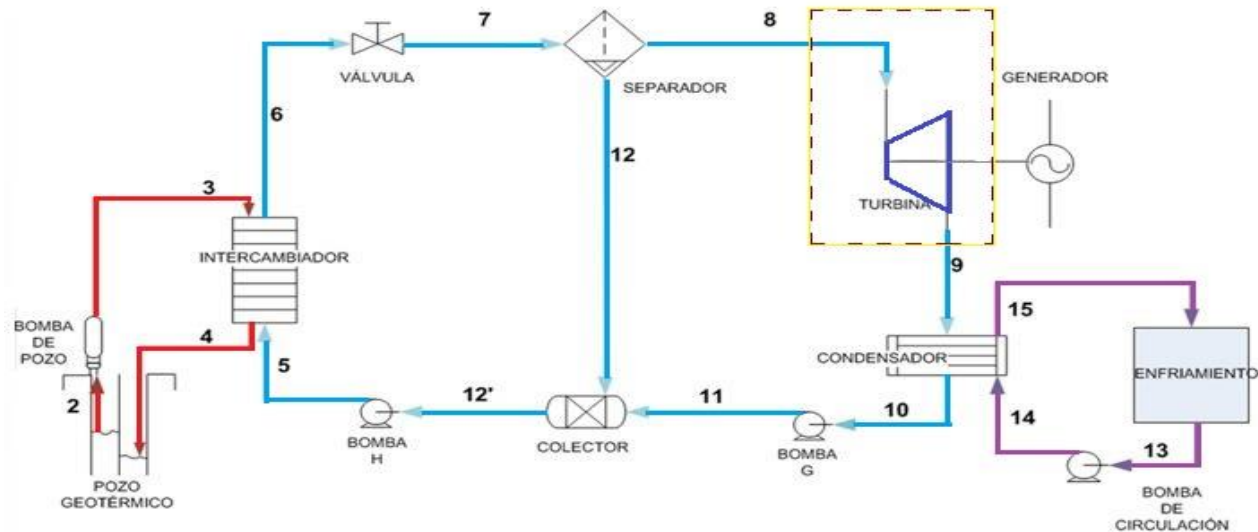 7
8
VÁLVULA
SEPARADOR
GENERADOR
6
12
3
TURBINA
INTERCAMBIADOR
9
15
BOMBA
DE
POZO
4
CONDENSADOR
ENFRIAMIENTO
5
2
12'
11
10
14
13
BOMBA
H
COLECTOR
BOMBA
G
POZO
GEOTÉRMICO
BOMBA
DE
CIRCULACIÓN